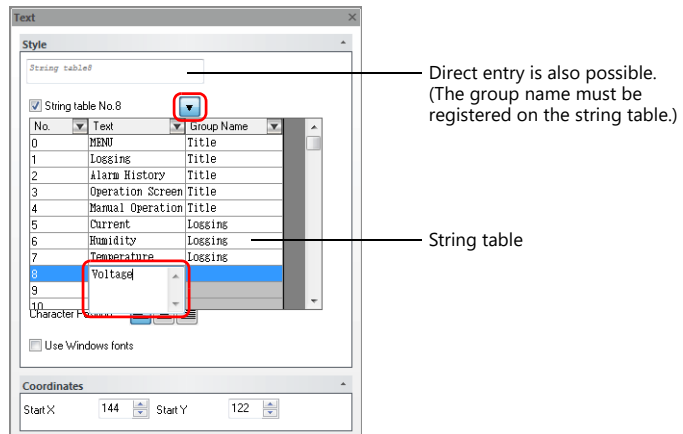 Text
Style
String table8
Direct entry is also possible.
(The group name must be
registered on the string table.)
String table No.8
No. Text Group Name
0 MENU Title
1 Logging Title
2 Alarm History Title
3 Operation Screen Title
4 Manual Operation Title
5 Current Logging
6 Humidity Logging
String table
7 Temperature Logging
8 Voltage
9
10
Character P
Use Windows fonts
Coordinates
Start X 144 Start Y 122